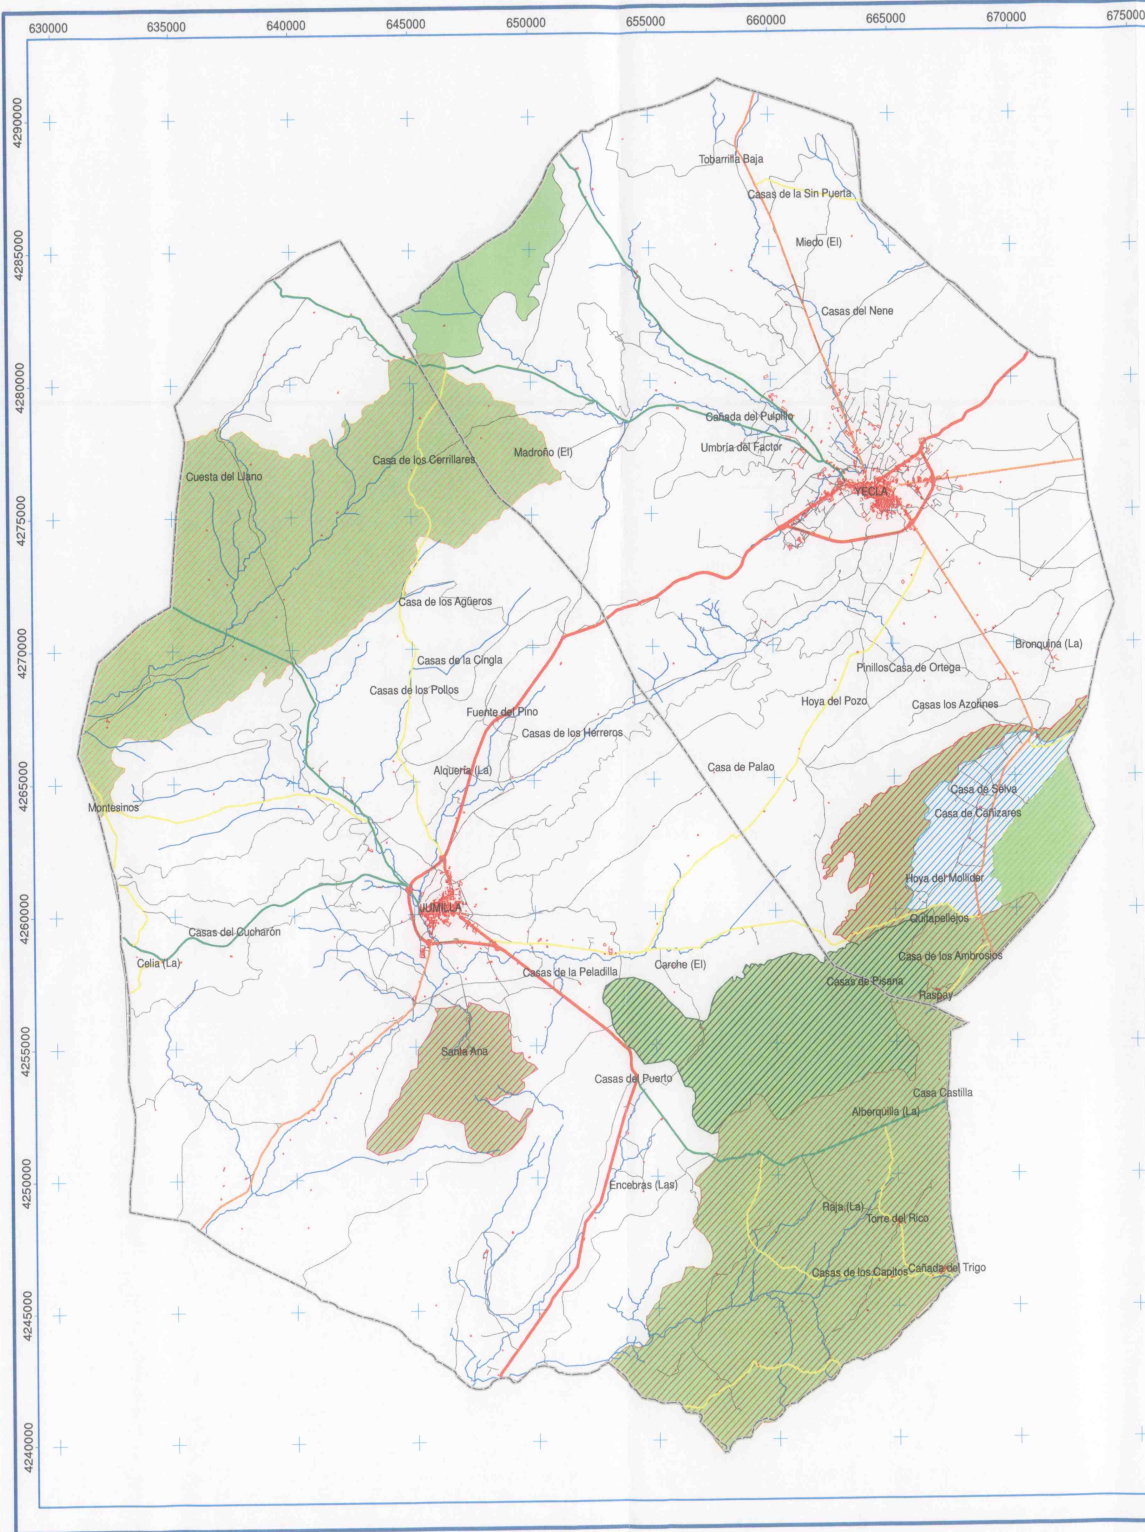 630000 635000 640000 645000 650000 655000 660000 665000 670000 675000
4290000
Tobarrilla Baja
Casas de la Sin Puerta
Miedo (El)
4285000
Casas del Nene
4280000
Cañada del Pulpillo
Umbría del Factor
Madroño (El)
Casa de los Cerrillares
Cuesta del Llano
YECLA
4275000
Casa de los Agüeros
4270000
Bronquina (La)
Casas de la Cingla
Pinillos Casa de Ortega
Casas de los Pollos
Hoya del Pozo
Casas los Azorines
Fuente del Pino
Casas de los Herreros
Casa de Palao
Alquería (La)
4265000
Casa de Selva
Montesinos
Casa de Cañizares
Hoya del Mollidar
JUMILLA
4260000
Quitapellejos
Casas del Cucharón
Casa de los Ambrosios
Celia (La)
Carche (El)
Casas de la Peladilla
Casas de Pisana
Raspay
4255000
Santa Ana
Casas del Puerto
Casa Castilla
Alberquilla (La)
4250000
Encebras (Las)
Raja (La)
Torre del Rico
Casas de los Capitos
Cañada del Trigo
4245000
4240000